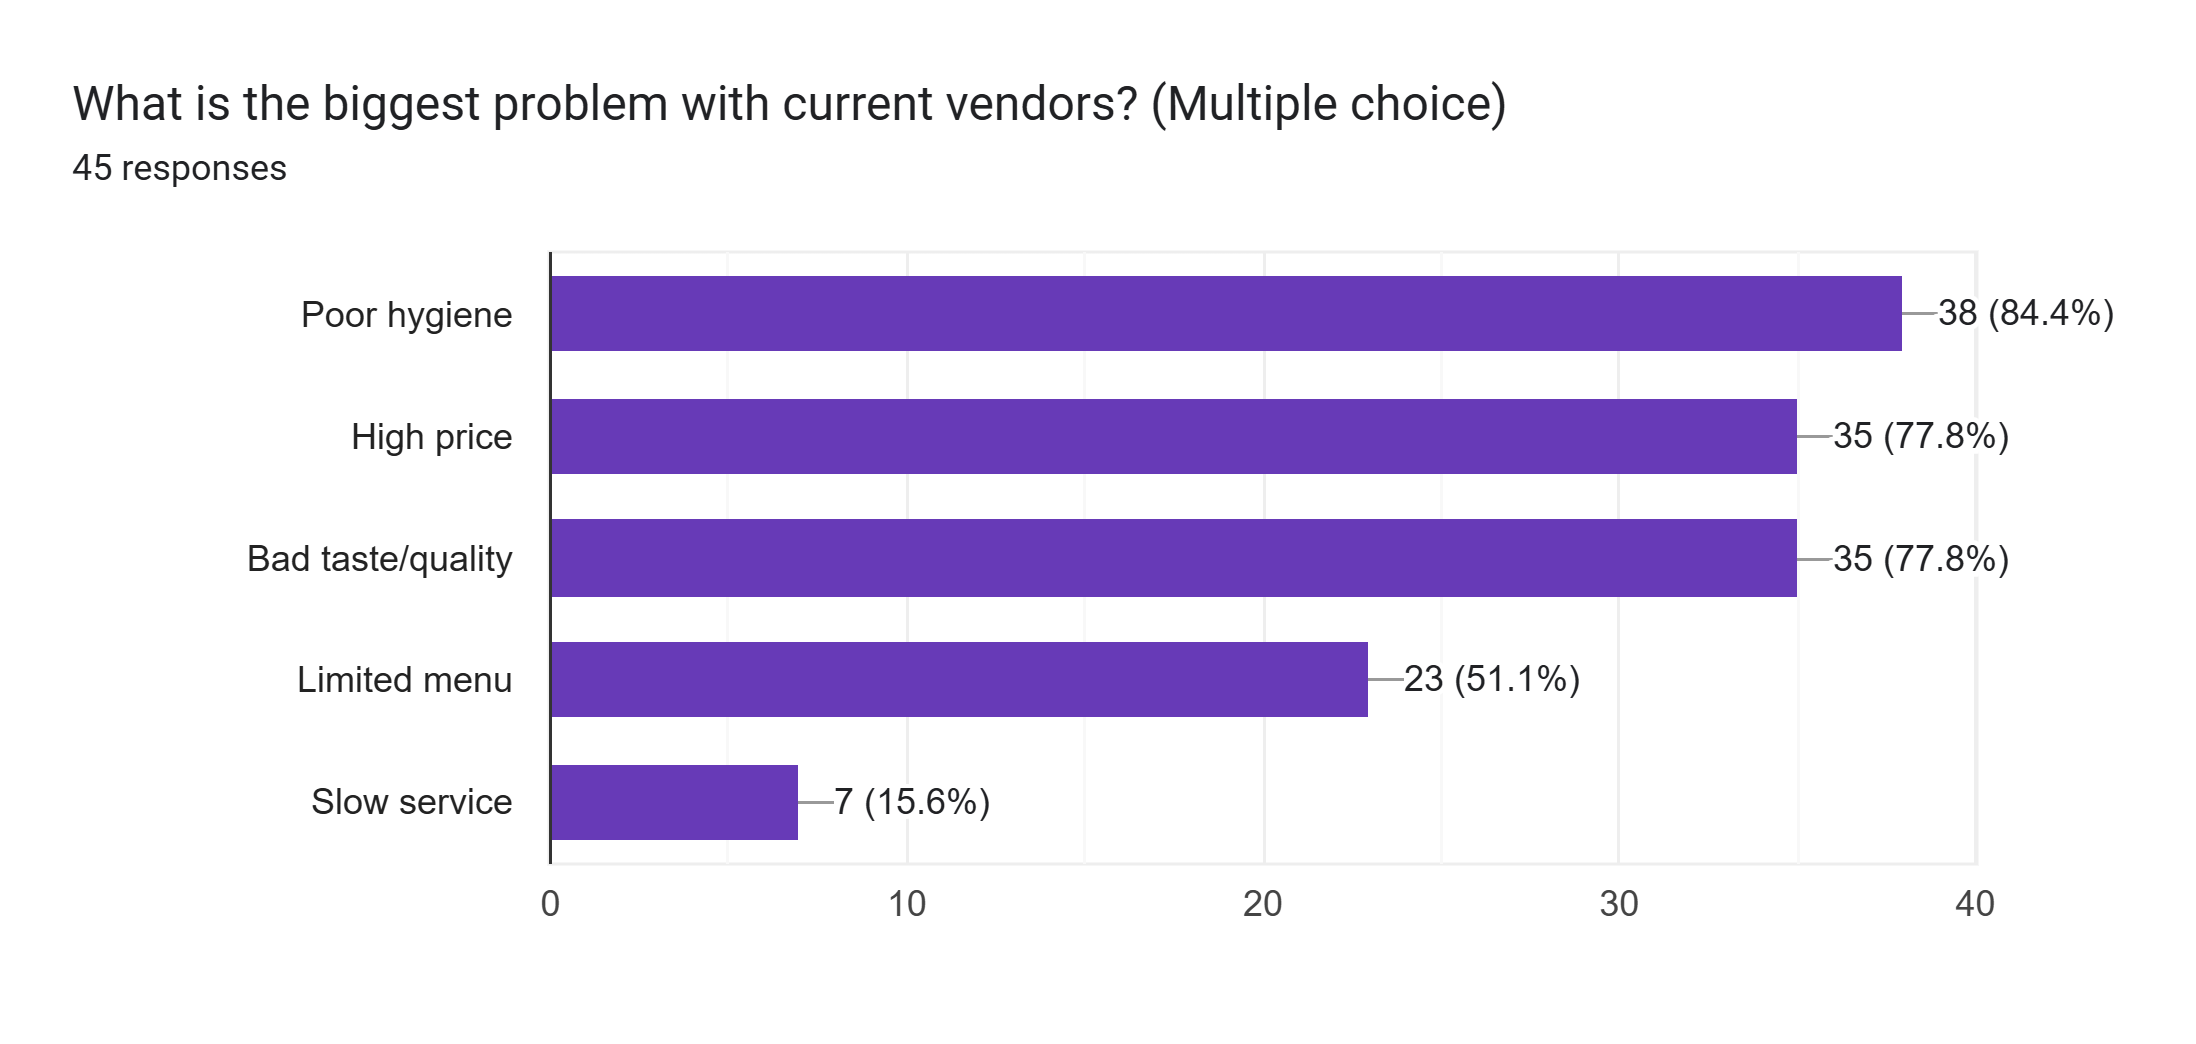 What is the biggest problem with current vendors? (Multiple choice)
45 responses
Poor hygiene 38 (84.4%)
High price 35 (77.8%)
Bad taste/quality 35 (77.8%)
Limited menu 23 (51.1%)
Slow service 7 (15.6%)
0 10 20 30 40